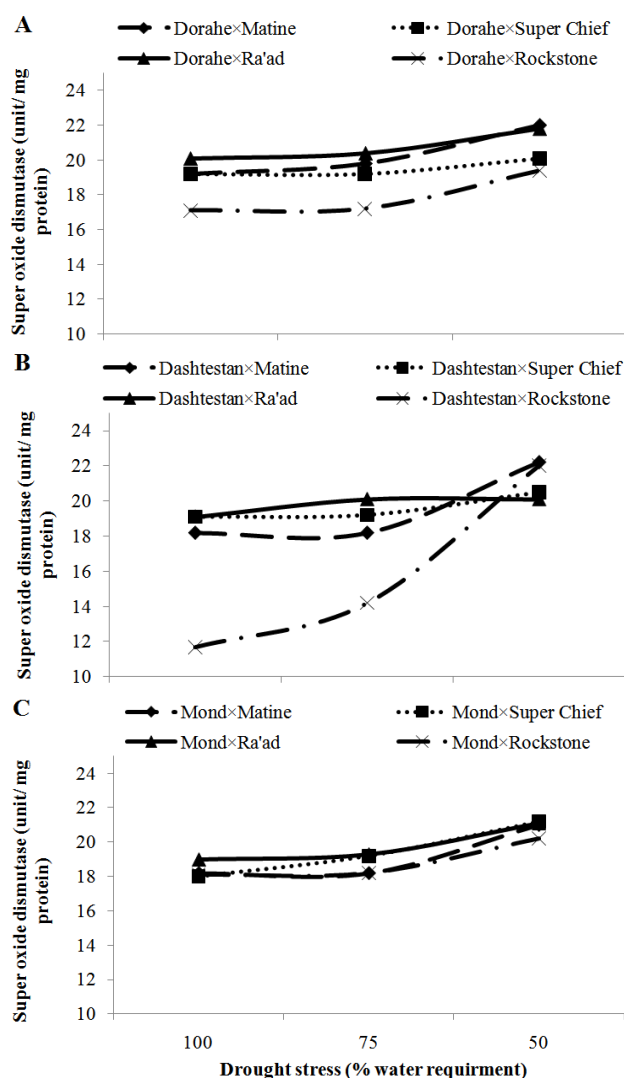 A
Dorahe×Matine Dorahe×Super Chief
Dorahe×Ra'ad Dorahe×Rockstone
Super oxide dismutase (unit/ mg
protein)
24
22
20
18
16
14
12
10
B
Dashtestan×Matine Dashtestan×Super Chief
Dashtestan×Ra'ad Dashtestan×Rockstone
Super oxide dismutase (unit/ mg
protein)
24
22
20
18
16
14
12
10
C
Mond×Matine Mond×Super Chief
Mond×Ra'ad Mond×Rockstone
Super oxide dismutase (unit/ mg
protein)
24
22
20
18
16
14
12
10
100 75 50
Drought stress (% water requirment)